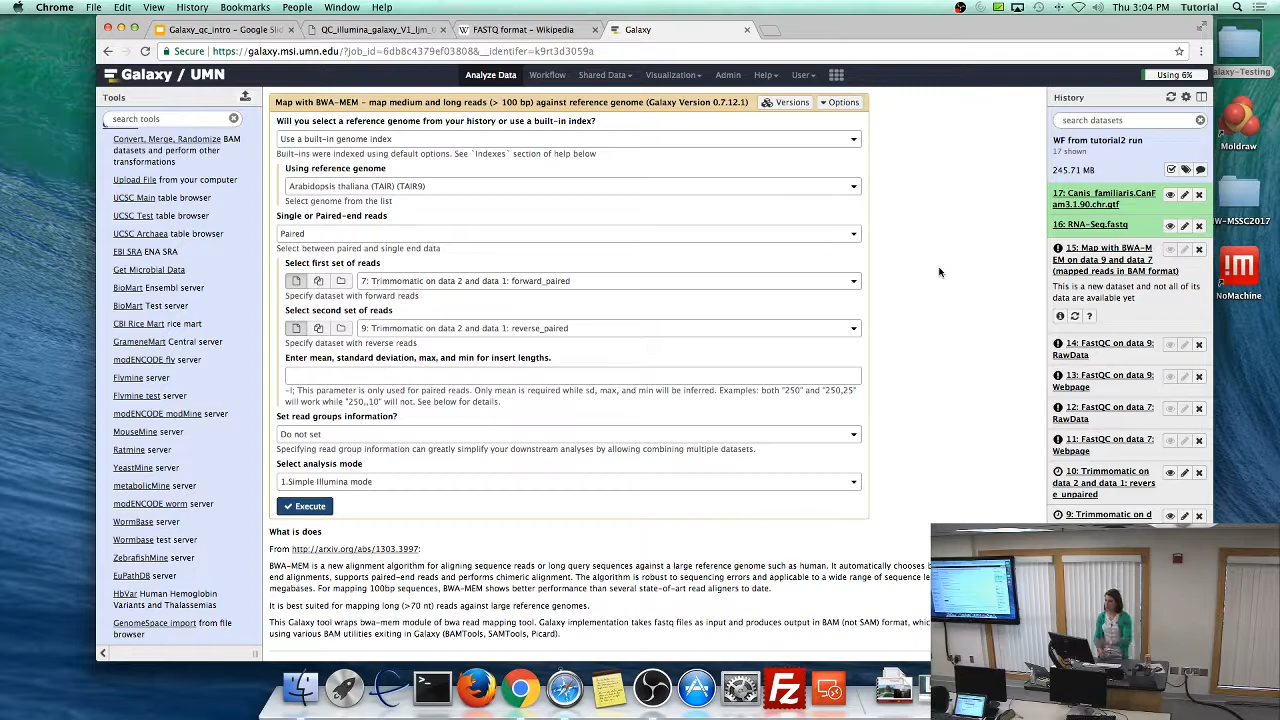 Chrome File Edit View History Bookmarks People Window Help Thu 3:04 PM Tutorial
Galaxy_qc_intro - Google Slid
QC_illumina_galaxy_V1_ljm_lt
FASTQ format - Wikipedia
Galaxy
Secure https://galaxy.msi.umn.edu/?job_id=6db8c4379ef03808&__identifer=k9rt3d3059a
Galaxy / UMN
Analyze Data Workflow Shared Data Visualization Admin Help User Using 6%
Tools
search tools
Convert, Merge, Randomize BAM
datasets and perform other
transformations
Upload File from your computer
UCSC Main table browser
UCSC Test table browser
UCSC Archaea table browser
EBI SRA ENA SRA
Get Microbial Data
BioMart Ensembl server
BioMart Test server
CBI Rice Mart rice mart
GrameneMart Central server
modENCODE fly server
Flymine server
Flymine test server
modENCODE modMine server
MouseMine server
Ratmine server
YeastMine server
metabolicMine server
modENCODE worm server
WormBase server
Wormbase test server
ZebrafishMine server
EuPathDB server
HbVar Human Hemoglobin
Variants and Thalassemias
GenomeSpace import from file
browser
Map with BWA-MEM - map medium and long reads (> 100 bp) against reference genome (Galaxy Version 0.7.12.1)
Versions
Options
Will you select a reference genome from your history or use a built-in index?
Use a built-in genome index
Built-ins were indexed using default options. See `Indexes` section of help below
Using reference genome
Arabidopsis thaliana (TAIR) (TAIR9)
Select genome from the list
Single or Paired-end reads
Paired
Select between paired and single end data
Select first set of reads
7: Trimmomatic on data 2 and data 1: forward_paired
Specify dataset with forward reads
Select second set of reads
9: Trimmomatic on data 2 and data 1: reverse_paired
Specify dataset with reverse reads
Enter mean, standard deviation, max, and min for insert lengths.
-I; This parameter is only used for paired reads. Only mean is required while sd, max, and min will be inferred. Examples: both "250" and "250,25"
will work while "250,,10" will not. See below for details.
Set read groups information?
Do not set
Specifying read group information can greatly simplify your downstream analyses by allowing combining multiple datasets.
Select analysis mode
1.Simple Illumina mode
Execute
What is does
From http://arxiv.org/abs/1303.3997:
BWA-MEM is a new alignment algorithm for aligning sequence reads or long query sequences against a large reference genome such as human. It automatically chooses b
end alignments, supports paired-end reads and performs chimeric alignment. The algorithm is robust to sequencing errors and applicable to a wide range of sequence le
megabases. For mapping 100bp sequences, BWA-MEM shows better performance than several state-of-art read aligners to date.
It is best suited for mapping long (>70 nt) reads against large reference genomes.
This Galaxy tool wraps bwa-mem module of bwa read mapping tool. Galaxy implementation takes fastq files as input and produces output in BAM (not SAM) format, w
using various BAM utilities exiting in Galaxy (BAMTools, SAMTools, Picard).
History
search datasets
WF from tutorial2 run
17 shown
245.71 MB
17: Canis_familiaris.CanF
am3.1.90.chr.gtf
16: RNA-Seq.fastq
15: Map with BWA-M
EM on data 9 and data 7
(mapped reads in BAM format)
This is a new dataset and not all of its
data are available yet
14: FastQC on data 9:
RawData
13: FastQC on data 9:
Webpage
12: FastQC on data 7:
RawData
11: FastQC on data 7:
Webpage
10: Trimmomatic on
data 2 and data 1: revers
e_unpaired
9: Trimmomatic on d
alaxy-Testing
Moldraw
W-MSSC2017
NoMachine